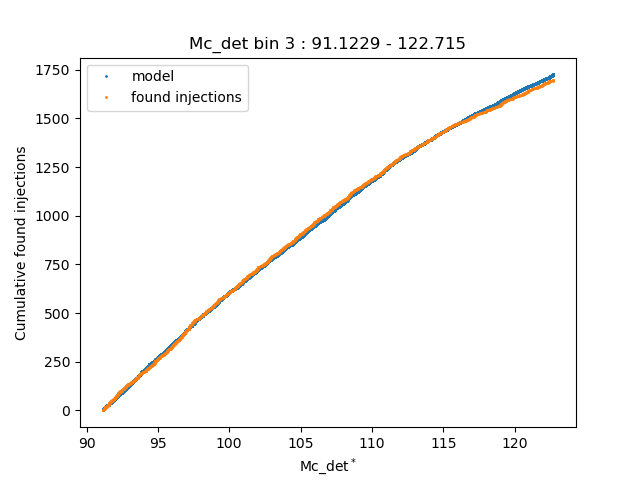 Mc_det bin 3 : 91.1229 - 122.715
model
found injections
1750
1500
1250
1000
750
500
250
0
Cumulative found injections
90 95 100 105 110 115 120
Mc_det*